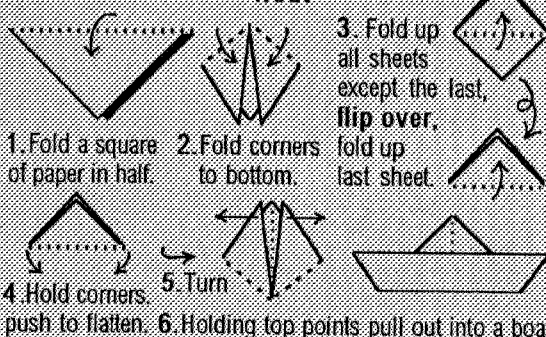 3. Fold up
all sheets
except the last,
flip over,
fold up
last sheet.
1. Fold a square
of paper in half.
2. Fold corners
to bottom.
4. Hold corners.
push to flatten.
5. Turn
6. Holding top points pull out into a boa